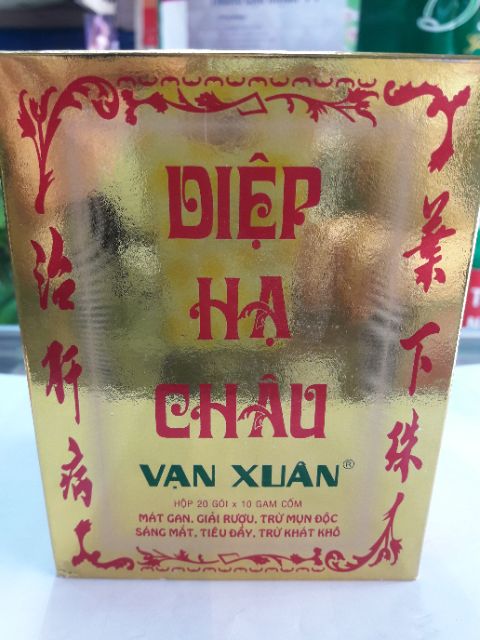 DIỆP
HẠ
CHÂU
VẠN XUÂN®
HỘP 20 GÓI x 10 GAM CỐM
MÁT GAN, GIẢI RƯỢU, TRỪ MỤN ĐỘC
SÁNG MẮT, TIÊU ĐẦY, TRỪ KHÁT KHÔ
治肝病
葉下珠